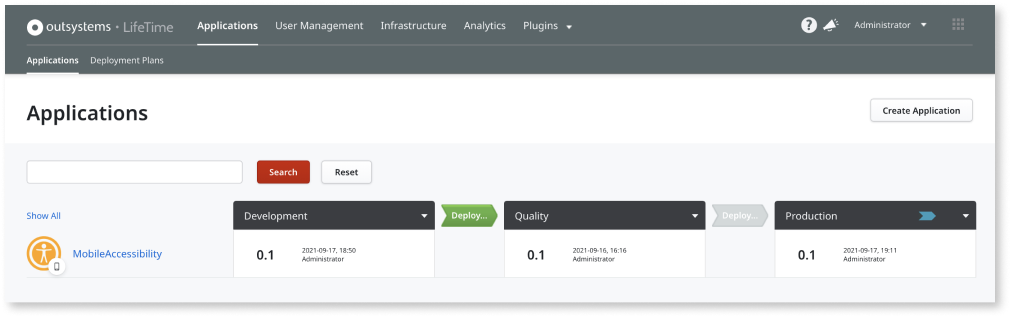 outsystems • LifeTime Applications User Management Infrastructure Analytics Plugins ? Administrator
Applications Deployment Plans
Applications
Create Application
Search Reset
Show All
Development Deploy... Quality Deploy... Production
MobileAccessibility
0.1 2021-09-17, 18:50
Administrator
0.1 2021-09-16, 16:16
Administrator
0.1 2021-09-17, 19:11
Administrator